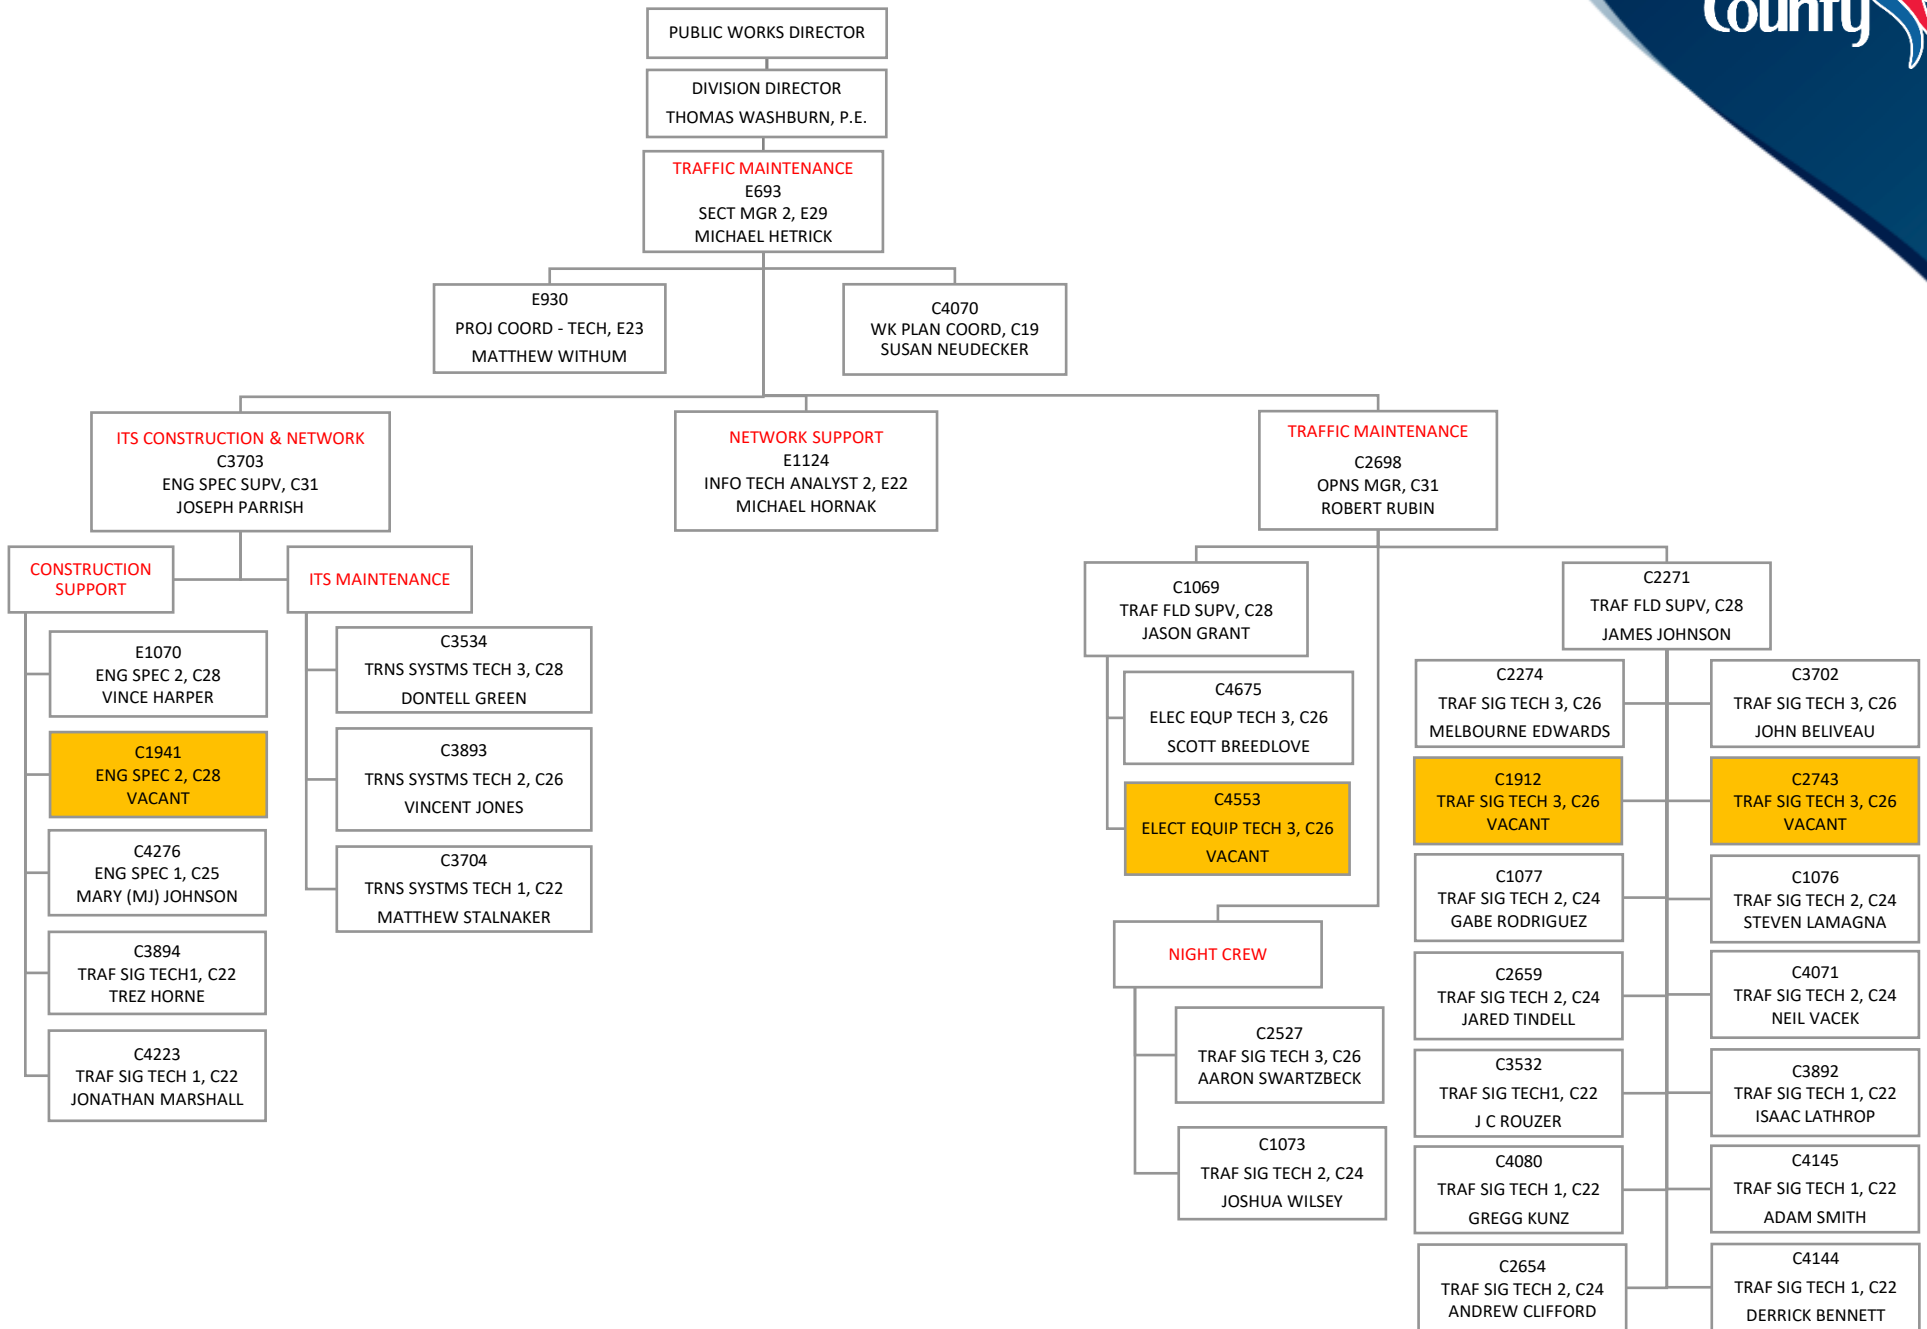 County
PUBLIC WORKS DIRECTOR
DIVISION DIRECTOR
THOMAS WASHBURN, P.E.
TRAFFIC MAINTENANCE
E693
SECT MGR 2, E29
MICHAEL HETRICK
E930
PROJ COORD - TECH, E23
MATTHEW WITHUM
C4070
WK PLAN COORD, C19
SUSAN NEUDECKER
ITS CONSTRUCTION & NETWORK
C3703
ENG SPEC SUPV, C31
JOSEPH PARRISH
NETWORK SUPPORT
E1124
INFO TECH ANALYST 2, E22
MICHAEL HORNAK
TRAFFIC MAINTENANCE
C2698
OPNS MGR, C31
ROBERT RUBIN
CONSTRUCTION
SUPPORT
E1070
ENG SPEC 2, C28
VINCE HARPER
C1941
ENG SPEC 2, C28
VACANT
C4276
ENG SPEC 1, C25
MARY (MJ) JOHNSON
C3894
TRAF SIG TECH1, C22
TREZ HORNE
C4223
TRAF SIG TECH 1, C22
JONATHAN MARSHALL
ITS MAINTENANCE
C3534
TRNS SYSTMS TECH 3, C28
DONTELL GREEN
C3893
TRNS SYSTMS TECH 2, C26
VINCENT JONES
C3704
TRNS SYSTMS TECH 1, C22
MATTHEW STALNAKER
C1069
TRAF FLD SUPV, C28
JASON GRANT
C4675
ELEC EQUP TECH 3, C26
SCOTT BREEDLOVE
C4553
ELECT EQUIP TECH 3, C26
VACANT
NIGHT CREW
C2527
TRAF SIG TECH 3, C26
AARON SWARTZBECK
C1073
TRAF SIG TECH 2, C24
JOSHUA WILSEY
C2271
TRAF FLD SUPV, C28
JAMES JOHNSON
C2274
TRAF SIG TECH 3, C26
MELBOURNE EDWARDS
C3702
TRAF SIG TECH 3, C26
JOHN BELIVEAU
C1912
TRAF SIG TECH 3, C26
VACANT
C2743
TRAF SIG TECH 3, C26
VACANT
C1077
TRAF SIG TECH 2, C24
GABE RODRIGUEZ
C1076
TRAF SIG TECH 2, C24
STEVEN LAMAGNA
C2659
TRAF SIG TECH 2, C24
JARED TINDELL
C4071
TRAF SIG TECH 2, C24
NEIL VACEK
C3532
TRAF SIG TECH1, C22
J C ROUZER
C3892
TRAF SIG TECH 1, C22
ISAAC LATHROP
C4080
TRAF SIG TECH 1, C22
GREGG KUNZ
C4145
TRAF SIG TECH 1, C22
ADAM SMITH
C2654
TRAF SIG TECH 2, C24
ANDREW CLIFFORD
C4144
TRAF SIG TECH 1, C22
DERRICK BENNETT